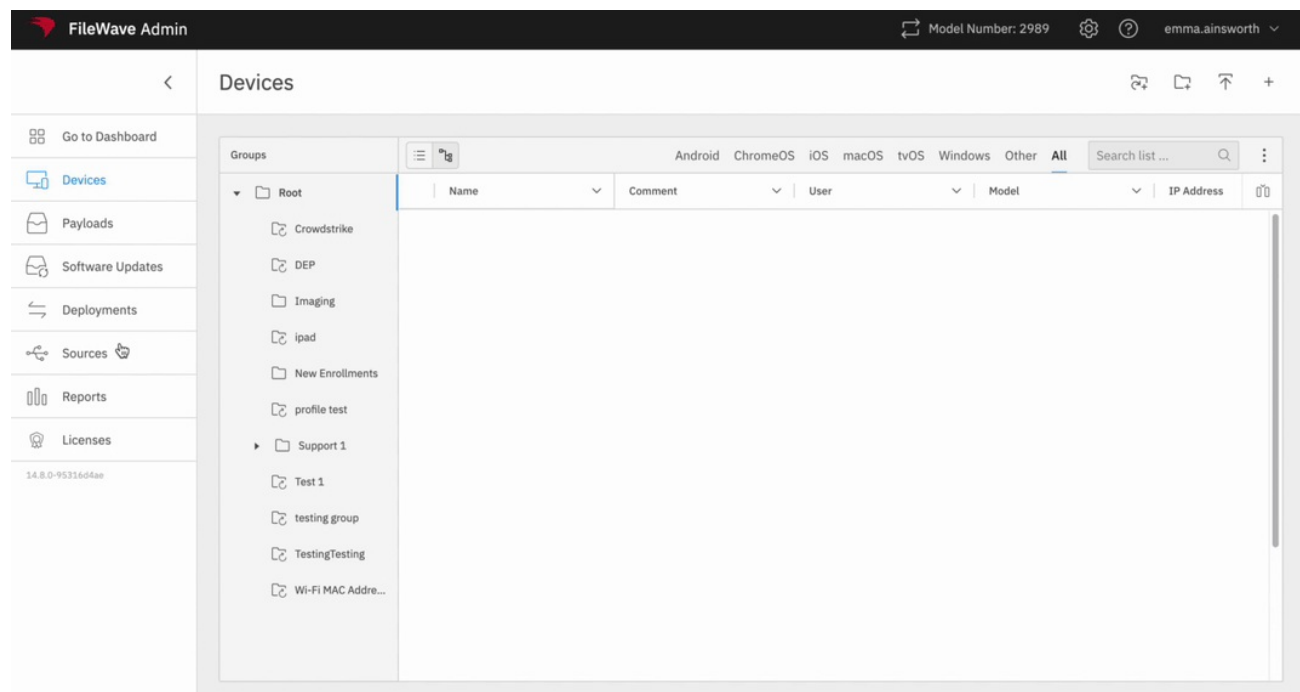 FileWave Admin
Model Number: 2989
emma.ainsworth
Devices
Go to Dashboard
Devices
Payloads
Software Updates
Deployments
Sources
Reports
Licenses
14.8.0-95316d4ae
Groups
Android ChromeOS iOS macOS tvOS Windows Other All
Search list ...
Name Comment User Model IP Address
Root
Crowdstrike
DEP
Imaging
ipad
New Enrollments
profile test
Support 1
Test 1
testing group
TestingTesting
Wi-Fi MAC Addre...